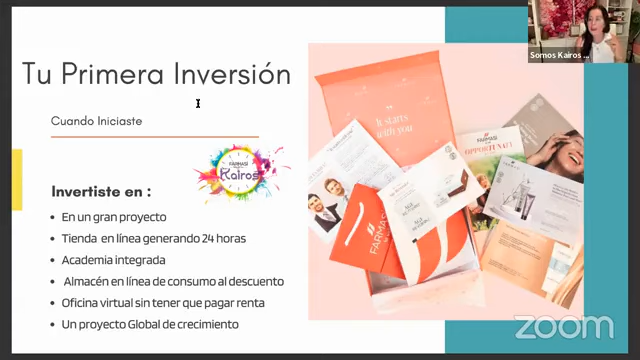 Tu Primera Inversión
Cuando Iniciaste
FARMASI
Kairos
Invertiste en :
En un gran proyecto
Tienda en línea generando 24 horas
Academia integrada
Almacén en línea de consumo al descuento
Oficina virtual sin tener que pagar renta
Un proyecto Global de crecimiento
It starts
with you
FARMASI
OPPORTUNITY
FARMASI
Somos Kairos ...
zoom